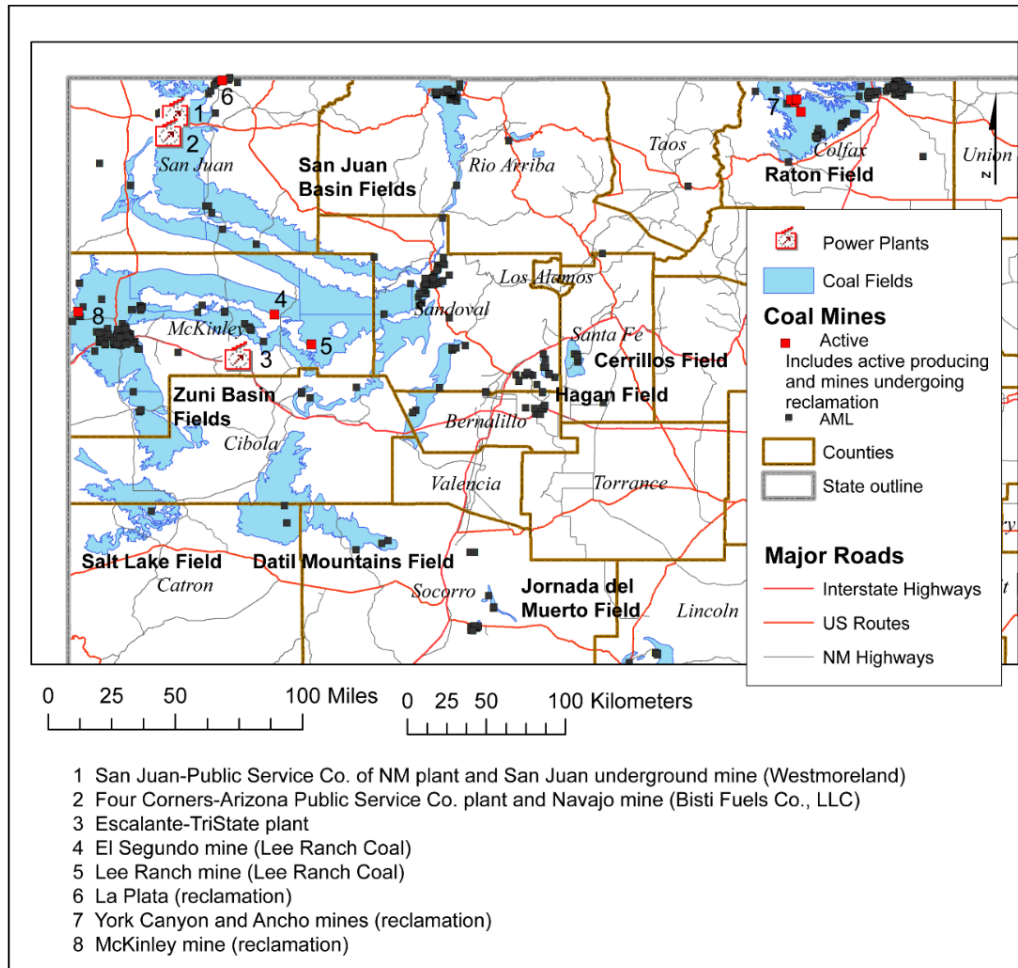 1
6
2
San Juan
San Juan
Basin Fields
Rio Arriba
Taos
7
Colfax
Raton Field
Union
N
Los Alamos
Sandoval
Santa Fe
Cerrillos Field
Hagan Field
8
McKinley
4
3
5
Zuni Basin
Fields
Cibola
Bernalillo
Valencia
Torrance
Salt Lake Field
Datil Mountains Field
Catron
Socorro
Jornada del
Muerto Field
Lincoln
Power Plants
Coal Fields
Coal Mines
Active
Includes active producing
and mines undergoing
reclamation
AML
Counties
State outline
Major Roads
Interstate Highways
US Routes
NM Highways
0 25 50 100 Miles
0 25 50 100 Kilometers
1 San Juan-Public Service Co. of NM plant and San Juan underground mine (Westmoreland)
2 Four Corners-Arizona Public Service Co. plant and Navajo mine (Bisti Fuels Co., LLC)
3 Escalante-TriState plant
4 El Segundo mine (Lee Ranch Coal)
5 Lee Ranch mine (Lee Ranch Coal)
6 La Plata (reclamation)
7 York Canyon and Ancho mines (reclamation)
8 McKinley mine (reclamation)